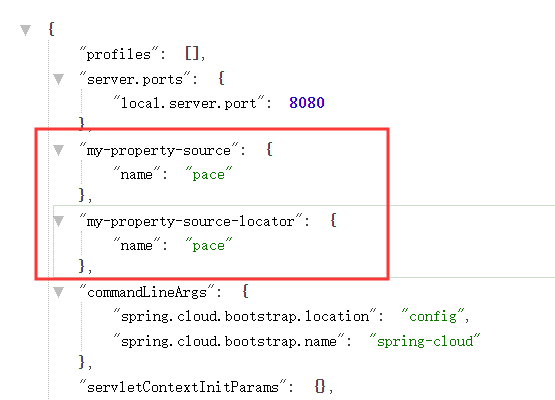 {
"profiles": [],
"server.ports": {
"local.server.port": 8080
},
"my-property-source": {
"name": "pace"
},
"my-property-source-locator": {
"name": "pace"
},
"commandLineArgs": {
"spring.cloud.bootstrap.location": "config",
"spring.cloud.bootstrap.name": "spring-cloud"
},
"servletContextInitParams": {},